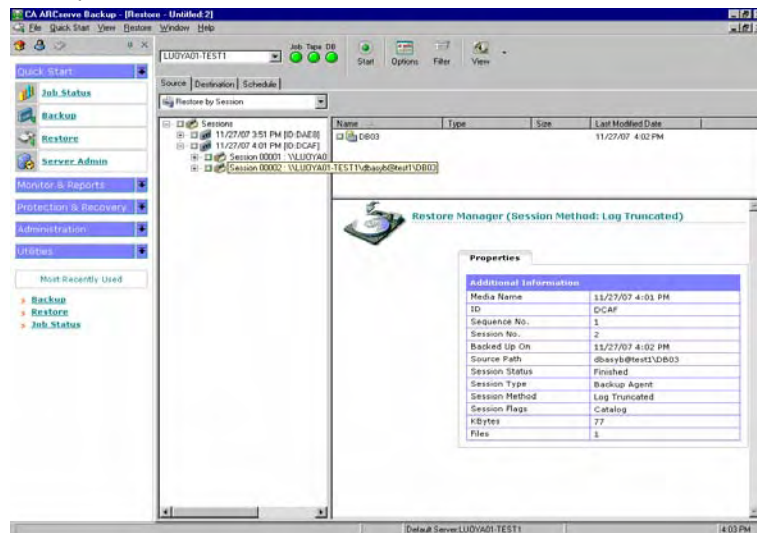 CA ARCserve Backup - [Restore - Untitled:2]
File Quick Start View Restore Window Help
LUOYA01-TEST1
Job Tape DB
Start Options Filter View
Quick Start
Job Status
Backup
Restore
Server Admin
Monitor & Reports
Protection & Recovery
Administration
Utilities
Most Recently Used
Backup
Restore
Job Status
Source Destination Schedule
Restore by Session
Sessions
11/27/07 3:51 PM [ID:DAE8]
11/27/07 4:01 PM [ID:DCAF]
Session 00001 : \\LUOYA0
Session 00002 : \\LUOYA01-TEST1\dbasyb@test1\DB03
Name Type Size Last Modified Date
DB03 11/27/07 4:02 PM
Restore Manager (Session Method: Log Truncated)
Properties
Additional Information
Media Name 11/27/07 4:01 PM
ID DCAF
Sequence No. 1
Session No. 2
Backed Up On 11/27/07 4:02 PM
Source Path dbasyb@test1\DB03
Session Status Finished
Session Type Backup Agent
Session Method Log Truncated
Session Flags Catalog
KBytes 77
Files 1
Default Server:LUOYA01-TEST1
4:03 PM